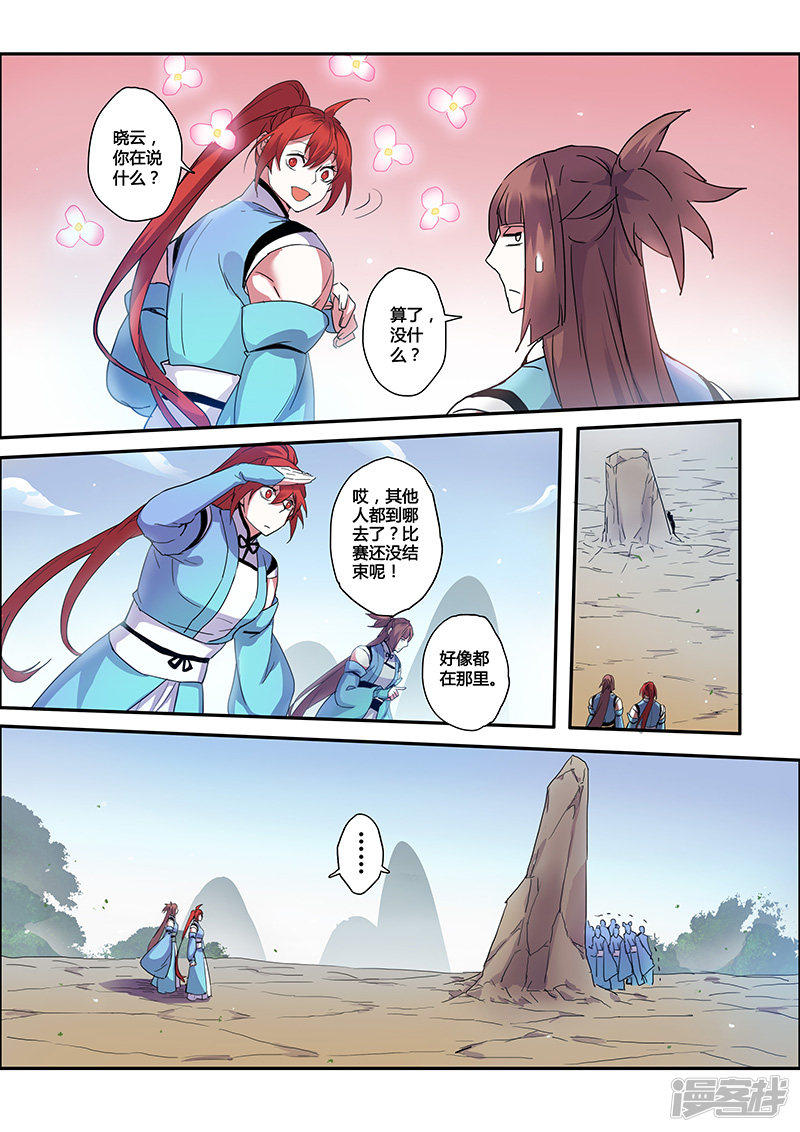 晓云，
你在说
什么？
算了，
没什
么？
哎，其他
人都到哪
去了？比
赛还没结
束呢！
好像都
在那里。
……
漫客栈